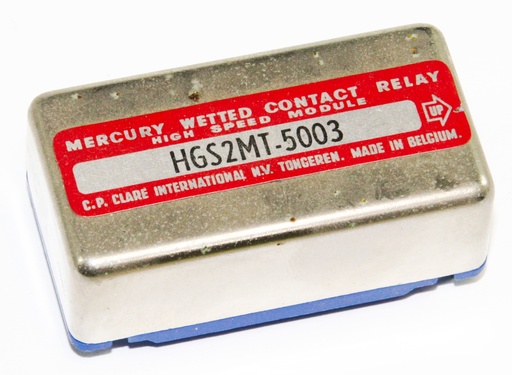 MERCURY WETTED CONTACT RELAY
HIGH SPEED MODULE
UP
HGS2MT-5003
C.P. CLARE INTERNATIONAL N.V. TONGEREN. MADE IN BELGIUM.